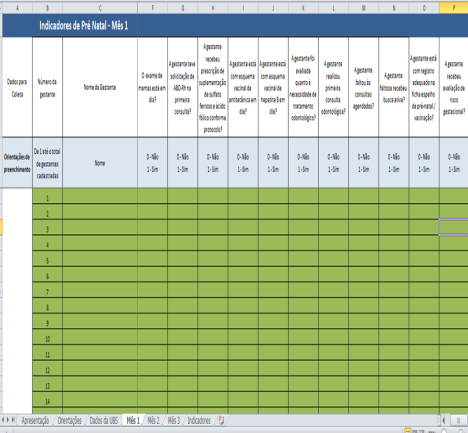 A B C F G H I J K L M N O P
Indicadores de Pré Natal - Mês 1
Dados para
Coleta
Número da
gestante
Nome da Gestante
O exame de
mamas está em
dia?
A gestante teve
solicitação de
ABO-Rh na
primeira
consulta?
A gestante
recebeu
prescrição de
suplementação
de sulfato
ferroso e ácido
fólico conforme
protocolo?
A gestante está
com esquema
vacinal de
antitetânica em
dia?
A gestante está
com esquema
vacinal de
hepatite B em
dia?
A gestante foi
avaliada
quanto à
necessidade de
tratamento
odontológico?
A gestante
realizou
primeira
consulta
odontológica?
A gestante
faltou às
consultas
agendadas?
A gestante
faltosa recebeu
busca ativa?
A gestante está
com registro
adequado na
ficha espelho
de pré-natal /
vacinação?
A gestante
recebeu
avaliação de
risco
gestacional?
Orientações de
preenchimento
De 1 até o total
de gestantes
cadastradas
Nome
0 - Não 0 - Não 0 - Não 0 - Não 0 - Não 0 - Não 0 - Não 0 - Não 0 - Não 0 - Não 0 - Não
1 - Sim 1 - Sim 1 - Sim 1 - Sim 1 - Sim 1 - Sim 1 - Sim 1 - Sim 1 - Sim 1 - Sim 1 - Sim
1
2
3
4
5
6
7
8
9
10
11
12
13
14
Apresentação Orientações Dados da UBS Mês 1 Mês 2 Mês 3 Indicadores